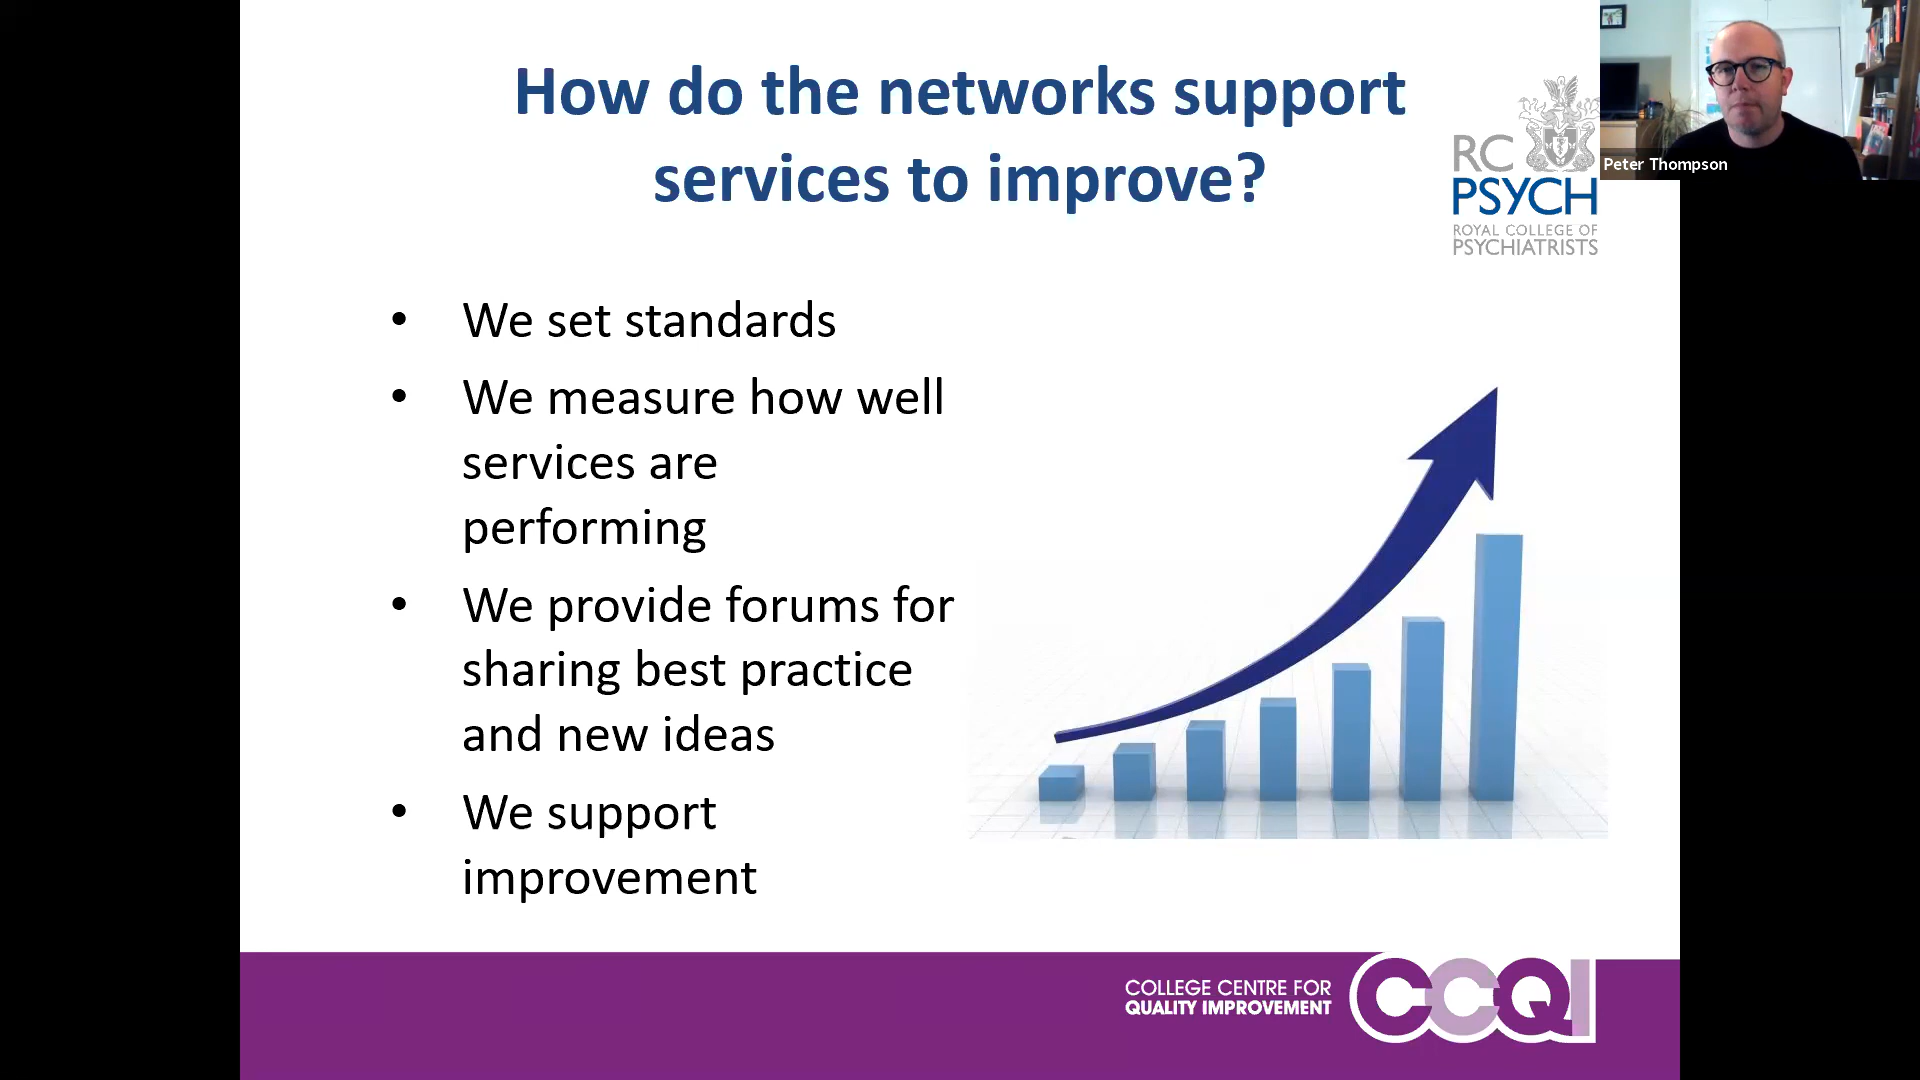 How do the networks support
services to improve?
RC
PSYCH
ROYAL COLLEGE OF
PSYCHIATRISTS
Peter Thompson
• We set standards
• We measure how well
services are
performing
• We provide forums for
sharing best practice
and new ideas
• We support
improvement
COLLEGE CENTRE FOR
QUALITY IMPROVEMENT
CCQI